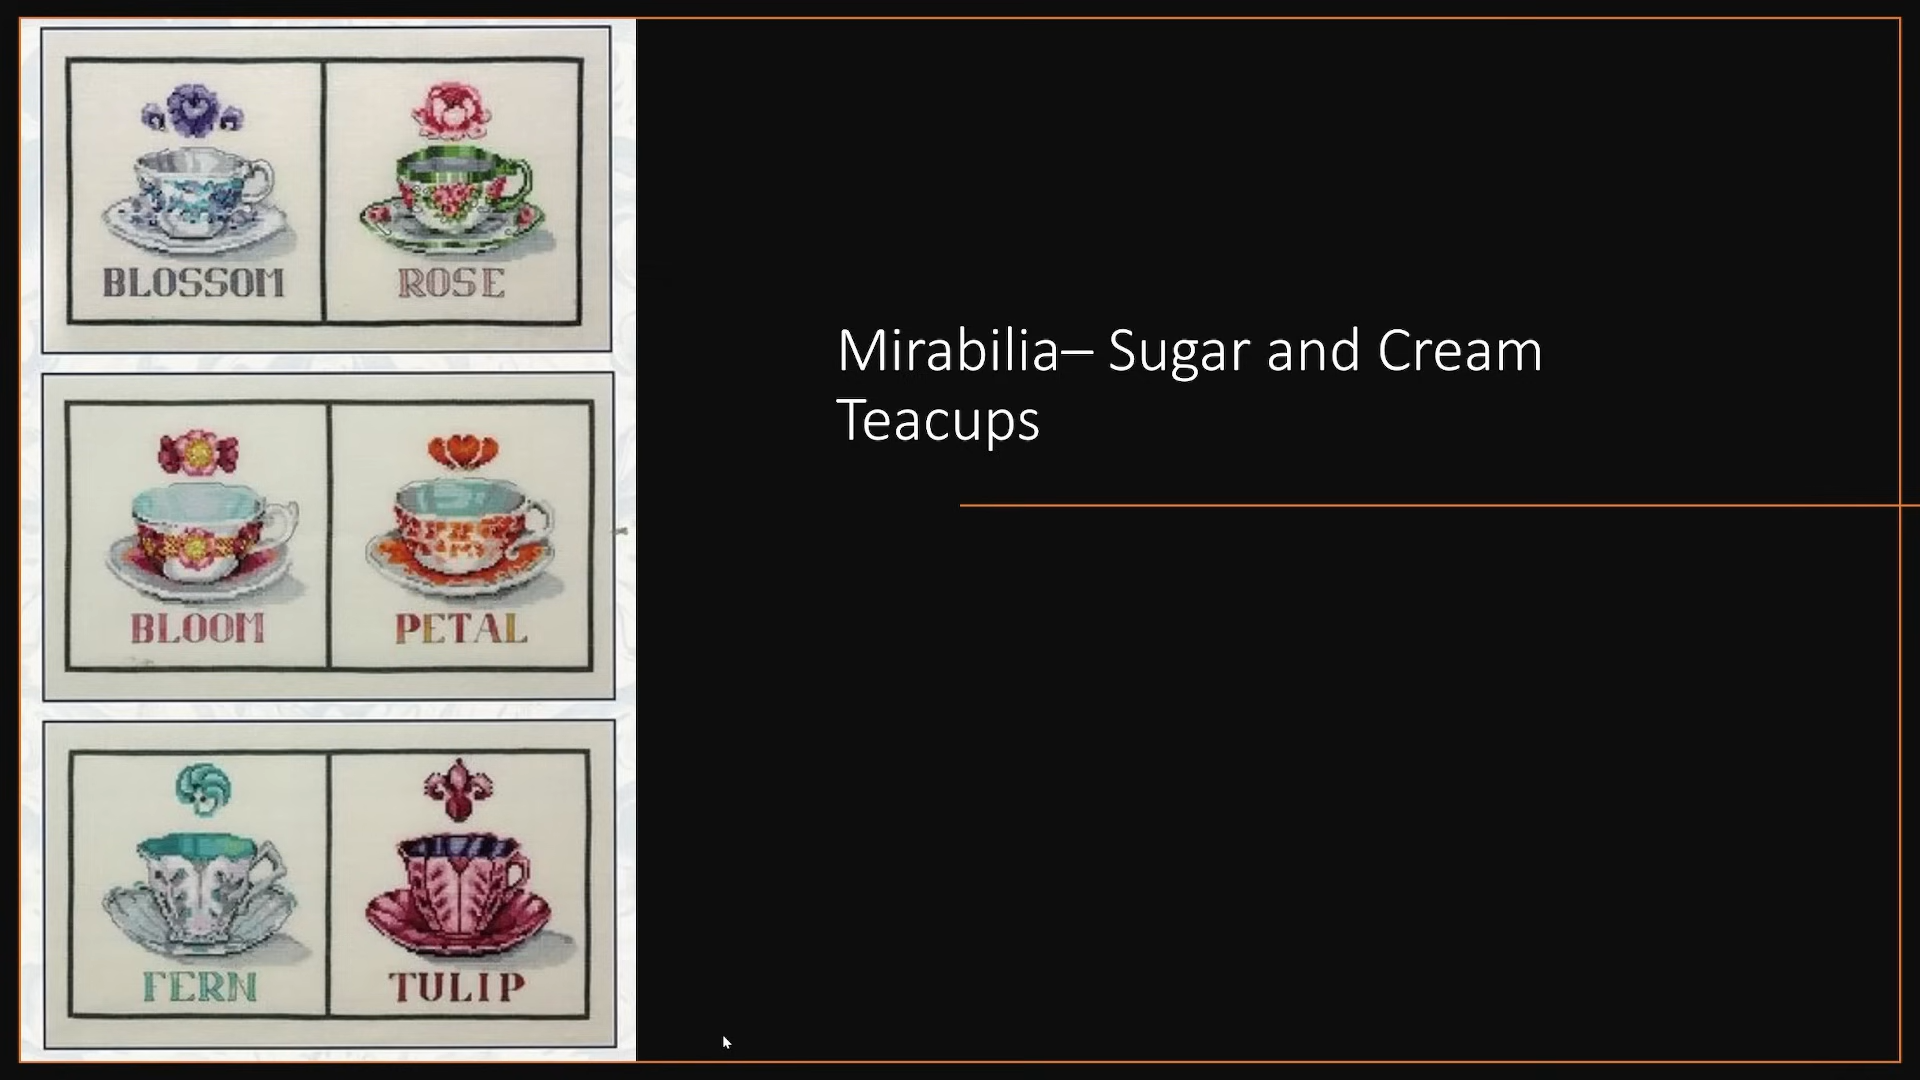 BLOSSOM
ROSE
BLOOM
PETAL
FERN
TULIP
Mirabilia– Sugar and Cream
Teacups